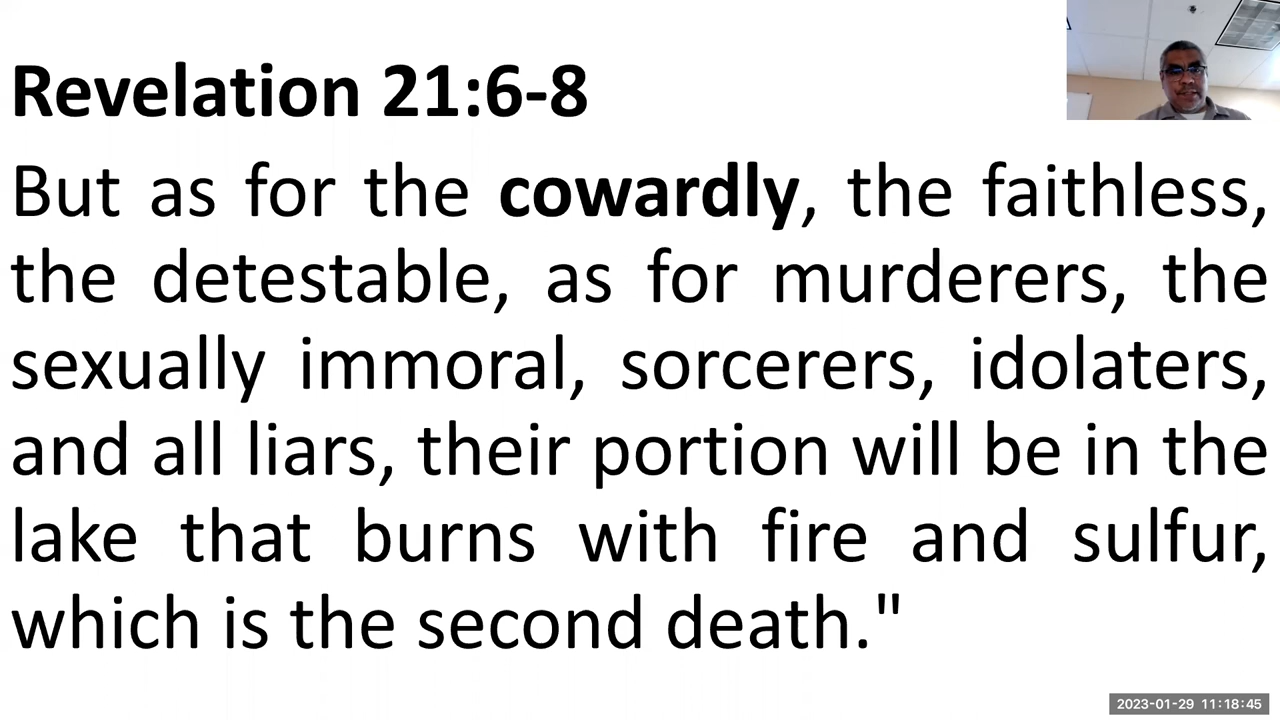 Revelation 21:6-8
But as for the cowardly, the faithless,
the detestable, as for murderers, the
sexually immoral, sorcerers, idolaters,
and all liars, their portion will be in the
lake that burns with fire and sulfur,
which is the second death."
2023-01-29 11:18:45